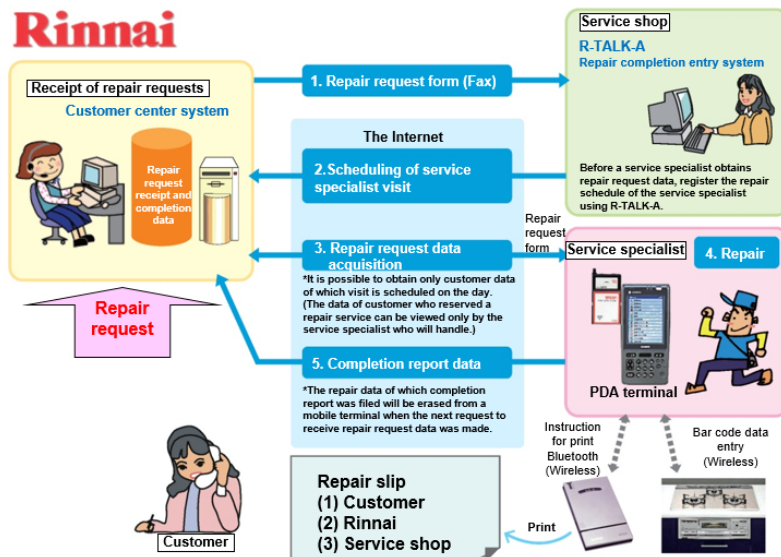 Rinnai
Receipt of repair requests
Customer center system
Repair
request
receipt and
completion
data
Repair
request
1. Repair request form (Fax)
The Internet
2.Scheduling of service
specialist visit
3. Repair request data
acquisition
*It is possible to obtain only customer data
of which visit is scheduled on the day.
(The data of customer who reserved a
repair service can be viewed only by the
service specialist who will handle.)
5. Completion report data
*The repair data of which completion
report was filed will be erased from a
mobile terminal when the next request to
receive repair request data was made.
Service shop
R-TALK-A
Repair completion entry system
Before a service specialist obtains
repair request data, register the repair
schedule of the service specialist
using R-TALK-A.
Repair
request
form
Service specialist
4. Repair
PDA terminal
Instruction
for print
Bluetooth
(Wireless)
Bar code data
entry
(Wireless)
Customer
Repair slip
(1) Customer
(2) Rinnai
(3) Service shop
Print